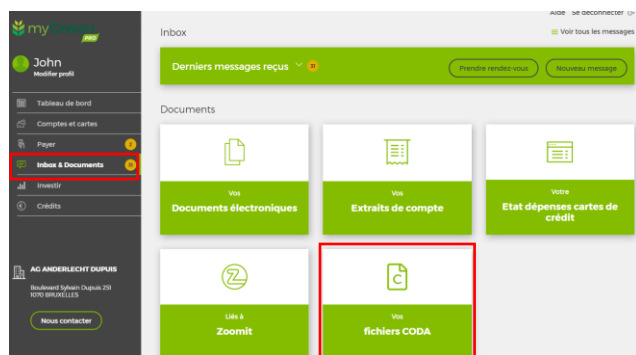 Aide Se déconnecter
my
PRO
Inbox
Voir tous les messages
John
Modifier profil
Derniers messages reçus 31
Prendre rendez-vous
Nouveau message
Tableau de bord
Comptes et cartes
Payer 2
Inbox & Documents 31
Investir
Crédits
Documents
Vos
Documents électroniques
Vos
Extraits de compte
Votre
Etat dépenses cartes de
crédit
AG ANDERLECHT DUPUIS
Boulevard Sylvain Dupuis 251
1070 BRUXELLES
Nous contacter
Z
Liés à
Zoomit
C
Vos
fichiers CODA